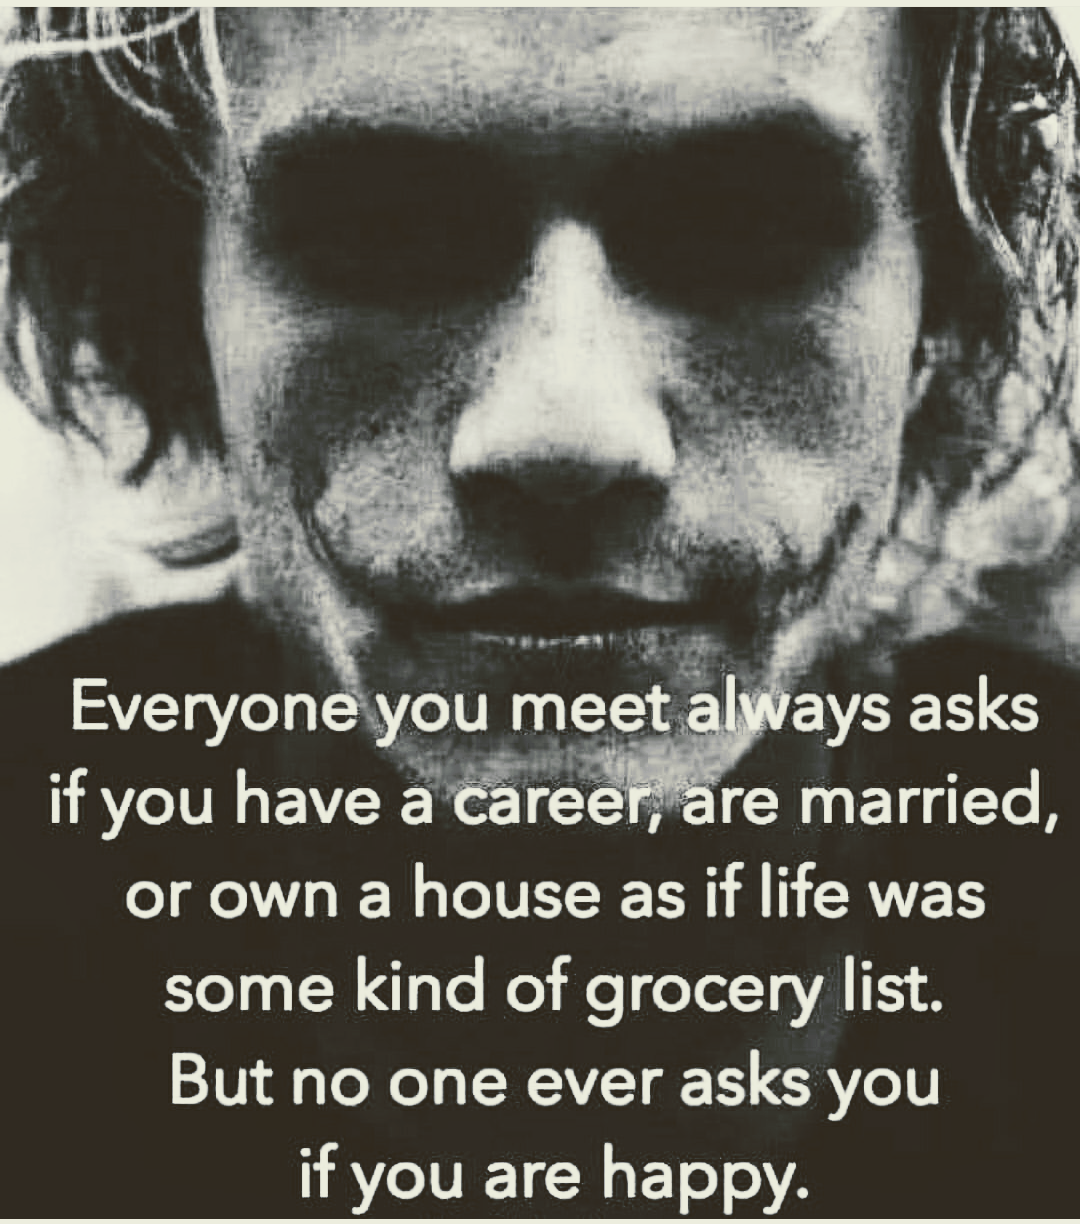 Everyone you meet always asks
if you have a career, are married,
or own a house as if life was
some kind of grocery list.
But no one ever asks you
if you are happy.